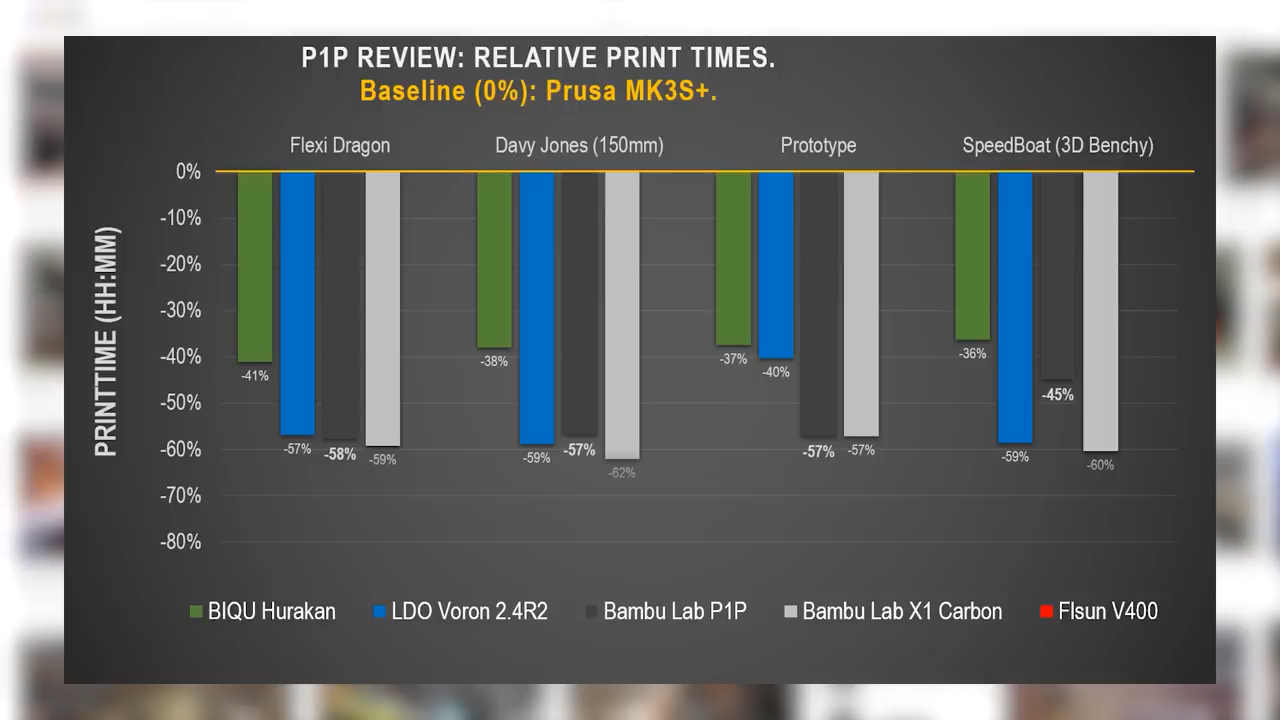 P1P REVIEW: RELATIVE PRINT TIMES.
Baseline (0%): Prusa MK3S+.
Flexi Dragon
Davy Jones (150mm)
Prototype
SpeedBoat (3D Benchy)
PRINTTIME (HH:MM)
0%
-10%
-20%
-30%
-40%
-50%
-60%
-70%
-80%
-41%
-57%
-58%
-59%
-38%
-59%
-57%
-62%
-37%
-40%
-57%
-57%
-36%
-59%
-45%
-60%
BIQU Hurakan
LDO Voron 2.4R2
Bambu Lab P1P
Bambu Lab X1 Carbon
Flsun V400